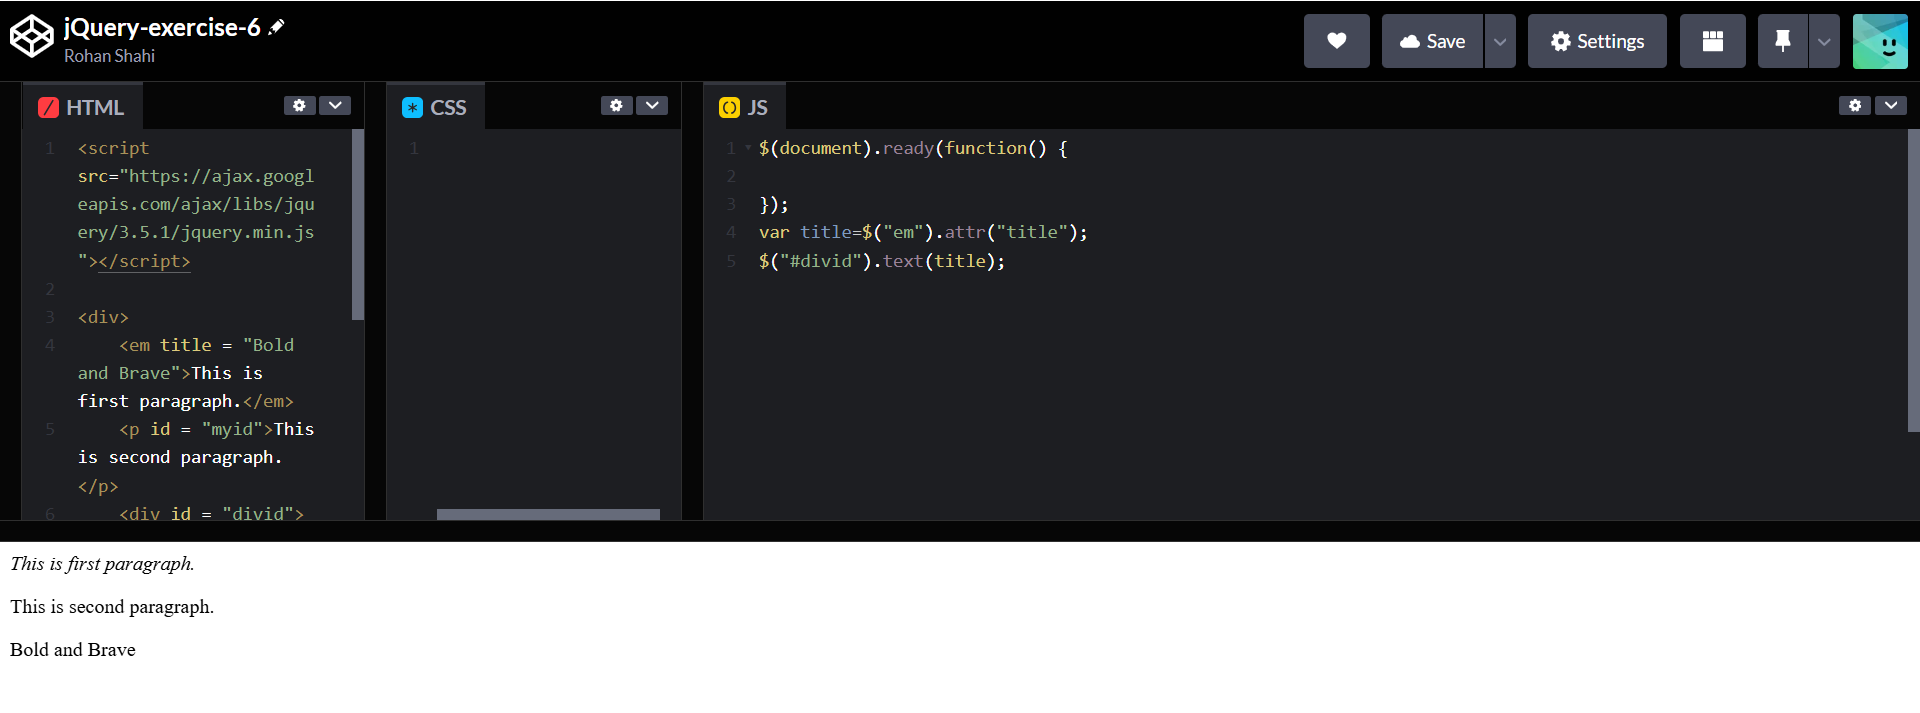 jQuery-exercise-6
Rohan Shahi
Save
Settings
HTML
1 <script
src="https://ajax.googl
eapis.com/ajax/libs/jqu
ery/3.5.1/jquery.min.js
"></script>
2
3 <div>
4 <em title = "Bold
and Brave">This is
first paragraph.</em>
5 <p id = "myid">This
is second paragraph.
</p>
6 <div id = "divid">
CSS
1
JS
1 $(document).ready(function() {
2
3 });
4 var title=$("em").attr("title");
5 $("#divid").text(title);
This is first paragraph.
This is second paragraph.
Bold and Brave